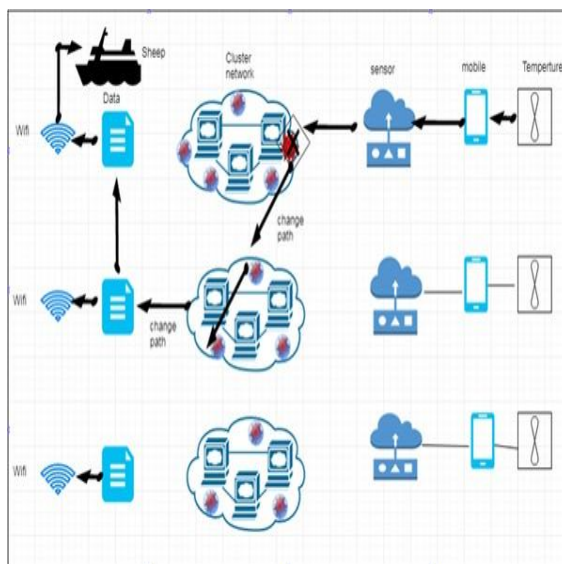 Sheep
Cluster
network
sensor
mobile
Temperture
Data
Wifi
change
path
Wifi
change
path
Wifi